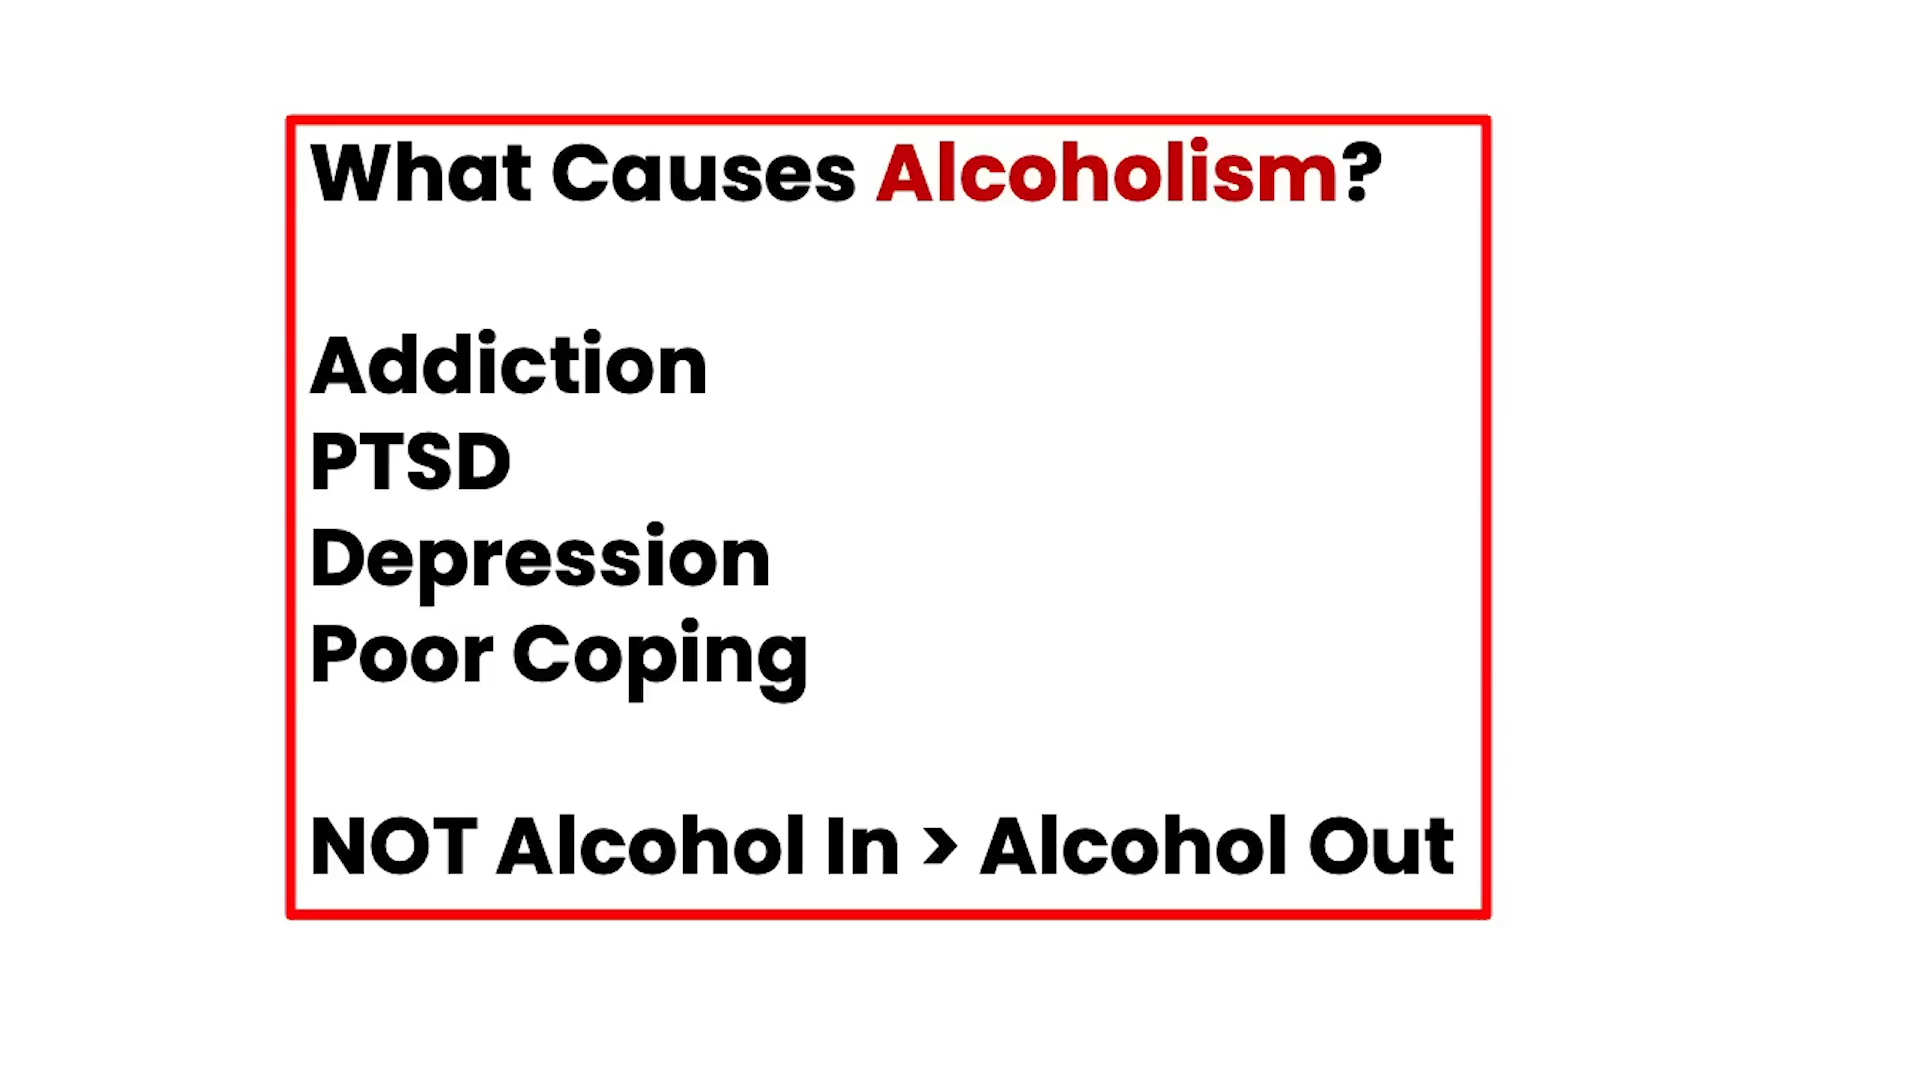 What Causes Alcoholism?
Addiction
PTSD
Depression
Poor Coping
NOT Alcohol In > Alcohol Out